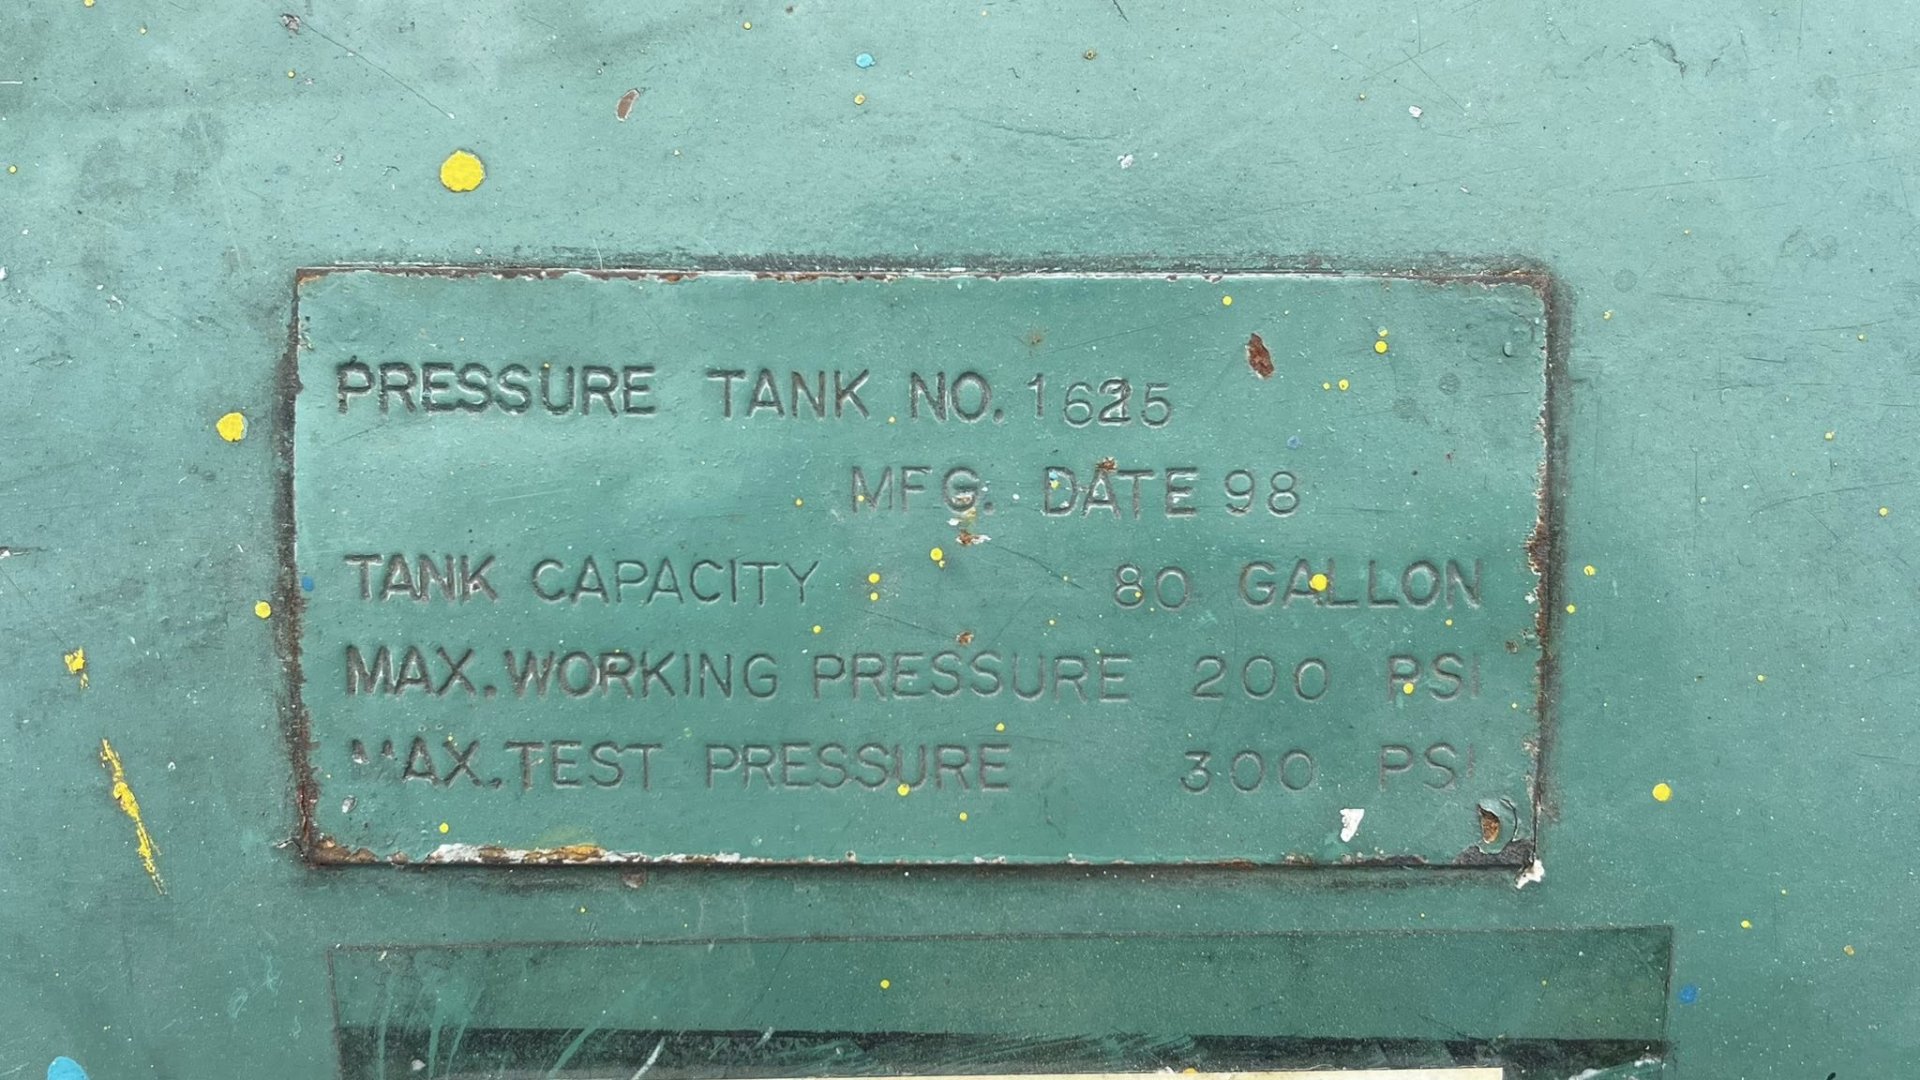 PRESSURE TANK NO. 1625
MFG. DATE 98
TANK CAPACITY 80 GALLON
MAX. WORKING PRESSURE 200 PSI
MAX. TEST PRESSURE 300 PSI